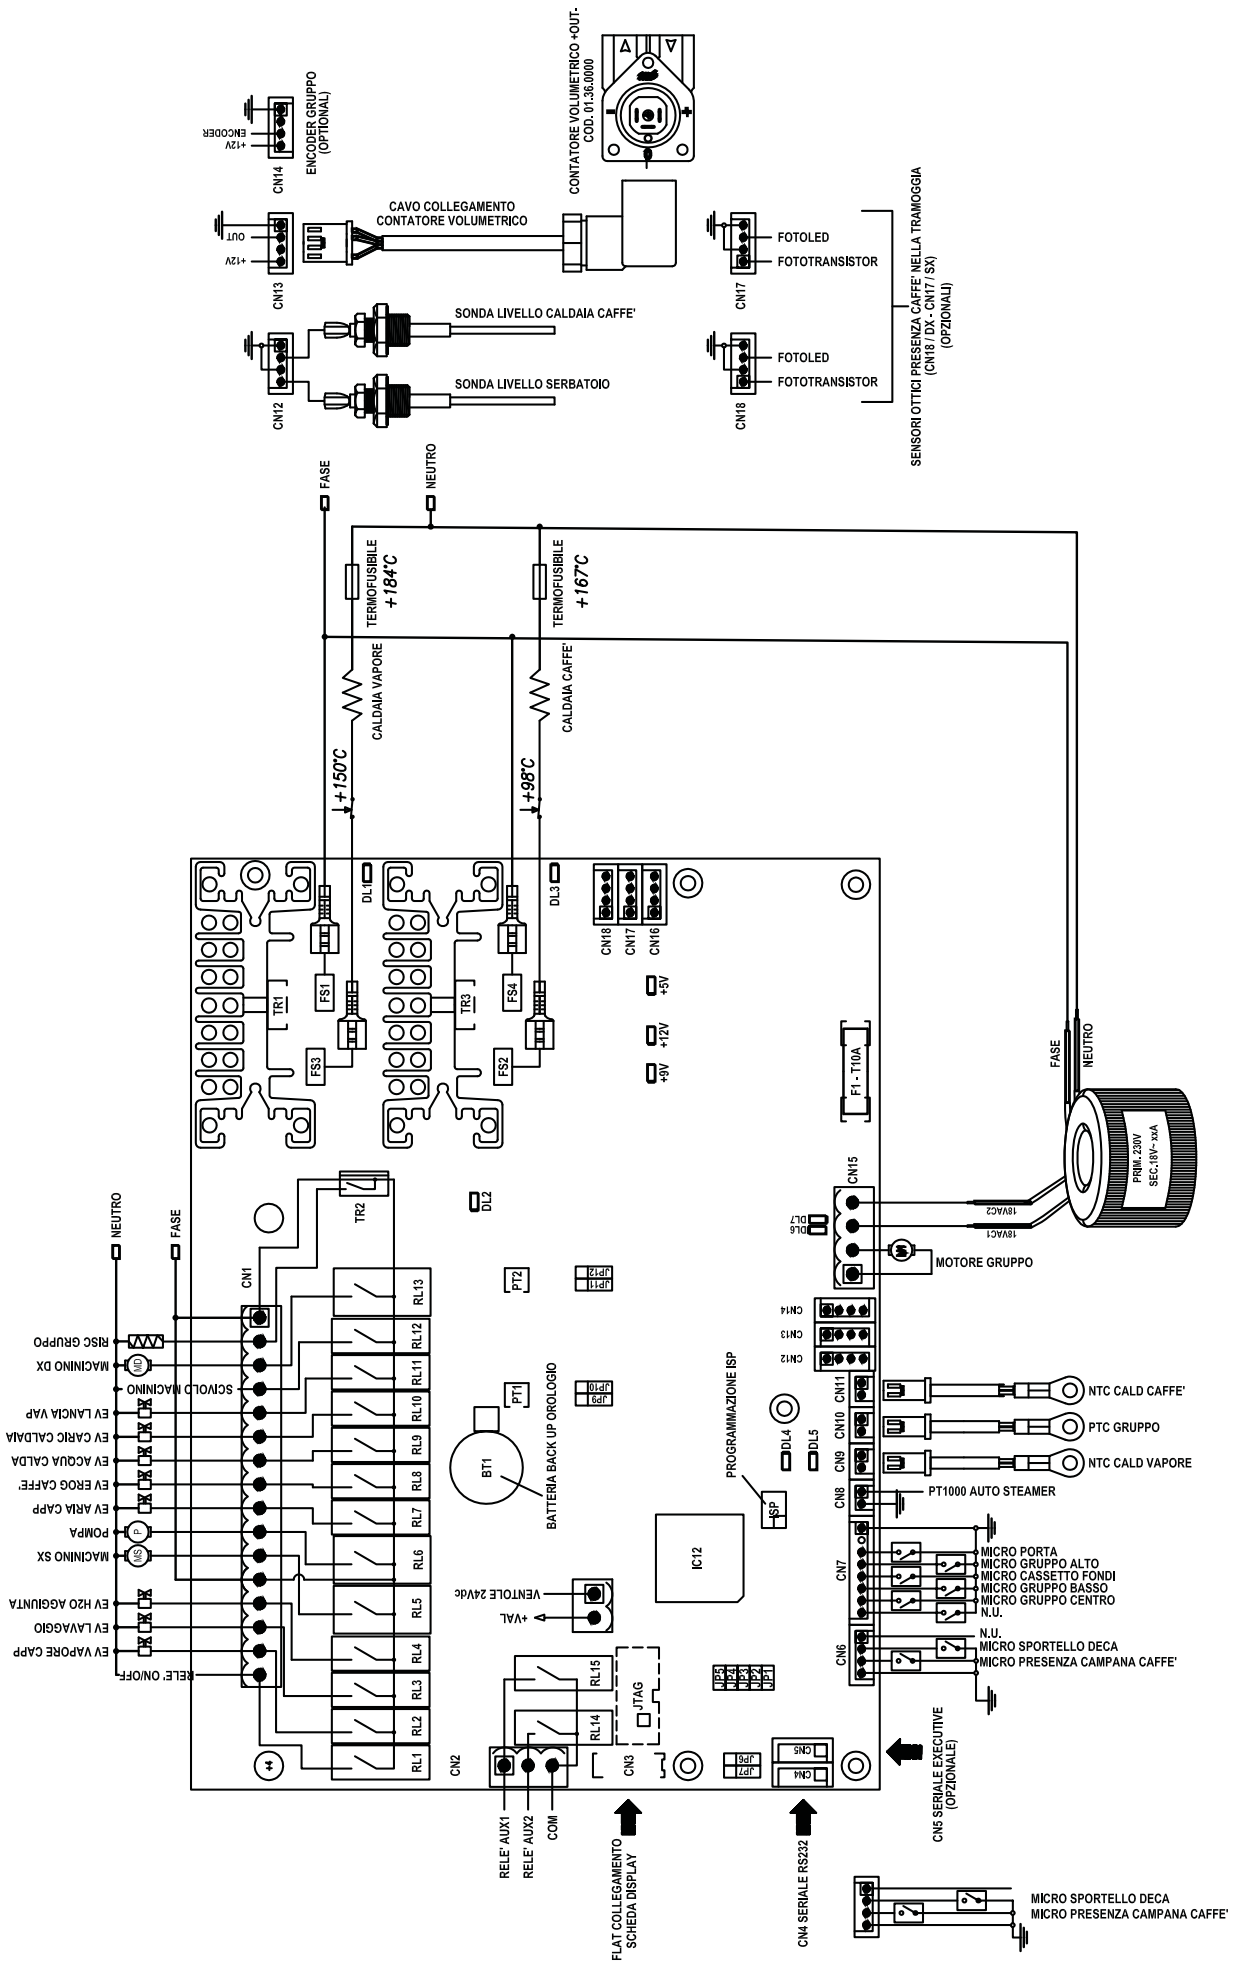 CN14
+12V
ENCODER
ENCODER GRUPPO
(OPTIONAL)
CN13
+12V
OUT
CAVO COLLEGAMENTO
CONTATORE VOLUMETRICO
CONTATORE VOLUMETRICO +OUT-
COD. 01.36.0000
-
+
CN12
SONDA LIVELLO CALDAIA CAFFE'
SONDA LIVELLO SERBATOIO
CN17
FOTOLED
FOTOTRANSISTOR
CN18
FOTOLED
FOTOTRANSISTOR
SENSORI OTTICI PRESENZA CAFFE' NELLA TRAMOGGIA
(CN18 / DX - CN17 / SX)
(OPZIONALI)
FASE
NEUTRO
TERMOFUSIBILE
+184°C
TERMOFUSIBILE
+167°C
CALDAIA VAPORE
CALDAIA CAFFE'
+150°C
+98°C
DL1
DL3
TR1
FS1
FS3
TR3
FS4
FS2
CN18
CN17
CN16
+5V
+12V
+9V
F1 - T10A
FASE
NEUTRO
PRIM. 230V
SEC.18V~ xxA
18VAC2
18VAC1
CN15
DL7
DL6
MOTORE GRUPPO
M
NEUTRO
FASE
CN1
TR2
DL2
RISC GRUPPO
MACININO DX
MD
SCIVOLO MACININO
EV LANCIA VAP
EV CARIC CALDAIA
EV ACQUA CALDA
EV EROG CAFFE'
EV ARIA CAPP
POMPA
P
MACININO SX
MS
EV H2O AGGIUNTA
EV LAVAGGIO
EV VAPORE CAPP
RELE' ON/OFF
RL13
RL12
RL11
RL10
RL9
RL8
RL7
RL6
RL5
RL4
RL3
RL2
RL1
PT2
JP12
JP11
PT1
JP10
JP9
BT1
BATTERIA BACK UP OROLOGIO
PROGRAMMAZIONE ISP
ISP
IC12
DL4
DL5
CN14
CN13
CN12
CN11
CN10
CN9
CN8
CN7
CN6
NTC CALD CAFFE'
PTC GRUPPO
NTC CALD VAPORE
PT1000 AUTO STEAMER
MICRO PORTA
MICRO GRUPPO ALTO
MICRO CASSETTO FONDI
MICRO GRUPPO BASSO
MICRO GRUPPO CENTRO
N.U.
N.U.
MICRO SPORTELLO DECA
MICRO PRESENZA CAMPANA CAFFE'
VENTOLE 24Vdc
+VAL
RL15
RL14
JTAG
JP5
JP4
JP3
JP2
JP1
JP6
JP7
CN5
CN4
CN2
CN3
+4
RELE' AUX1
RELE' AUX2
COM
FLAT COLLEGAMENTO
SCHEDA DISPLAY
CN4 SERIALE RS232
CN5 SERIALE EXECUTIVE
(OPZIONALE)
MICRO SPORTELLO DECA
MICRO PRESENZA CAMPANA CAFFE'